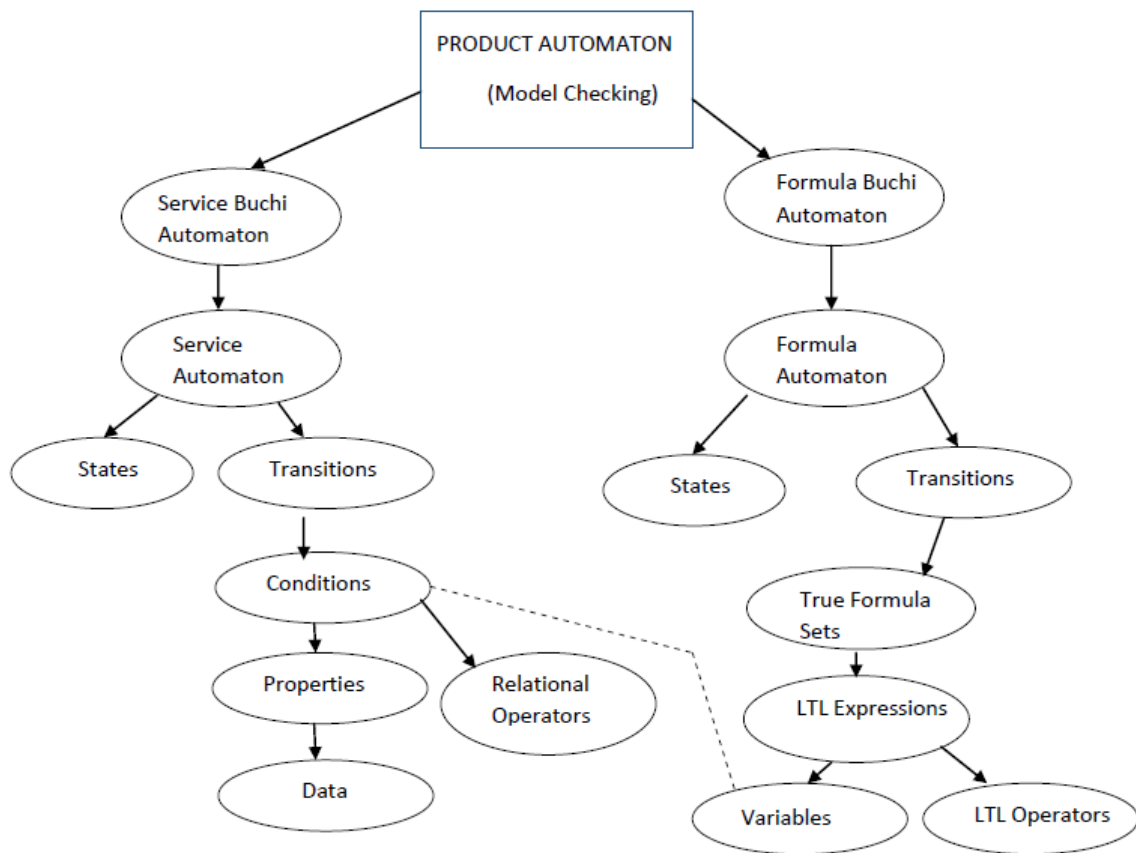 PRODUCT AUTOMATON
(Model Checking)
Service Buchi
Automaton
Formula Buchi
Automaton
Service
Automaton
Formula
Automaton
States
Transitions
States
Transitions
Conditions
True Formula
Sets
Properties
Relational
Operators
LTL Expressions
Data
Variables
LTL Operators